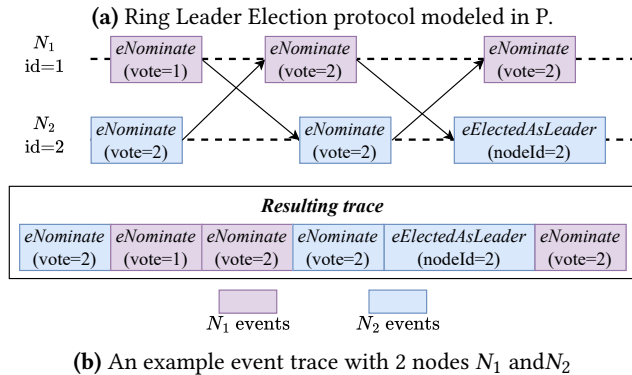 (a) Ring Leader Election protocol modeled in P.
N1
id=1
eNominate
(vote=1)
eNominate
(vote=2)
eNominate
(vote=2)
N2
id=2
eNominate
(vote=2)
eNominate
(vote=2)
eElectedAsLeader
(nodeId=2)
Resulting trace
eNominate
(vote=2)
eNominate
(vote=1)
eNominate
(vote=2)
eNominate
(vote=2)
eElectedAsLeader
(nodeId=2)
eNominate
(vote=2)
N1 events
N2 events
(b) An example event trace with 2 nodes N1 andN2